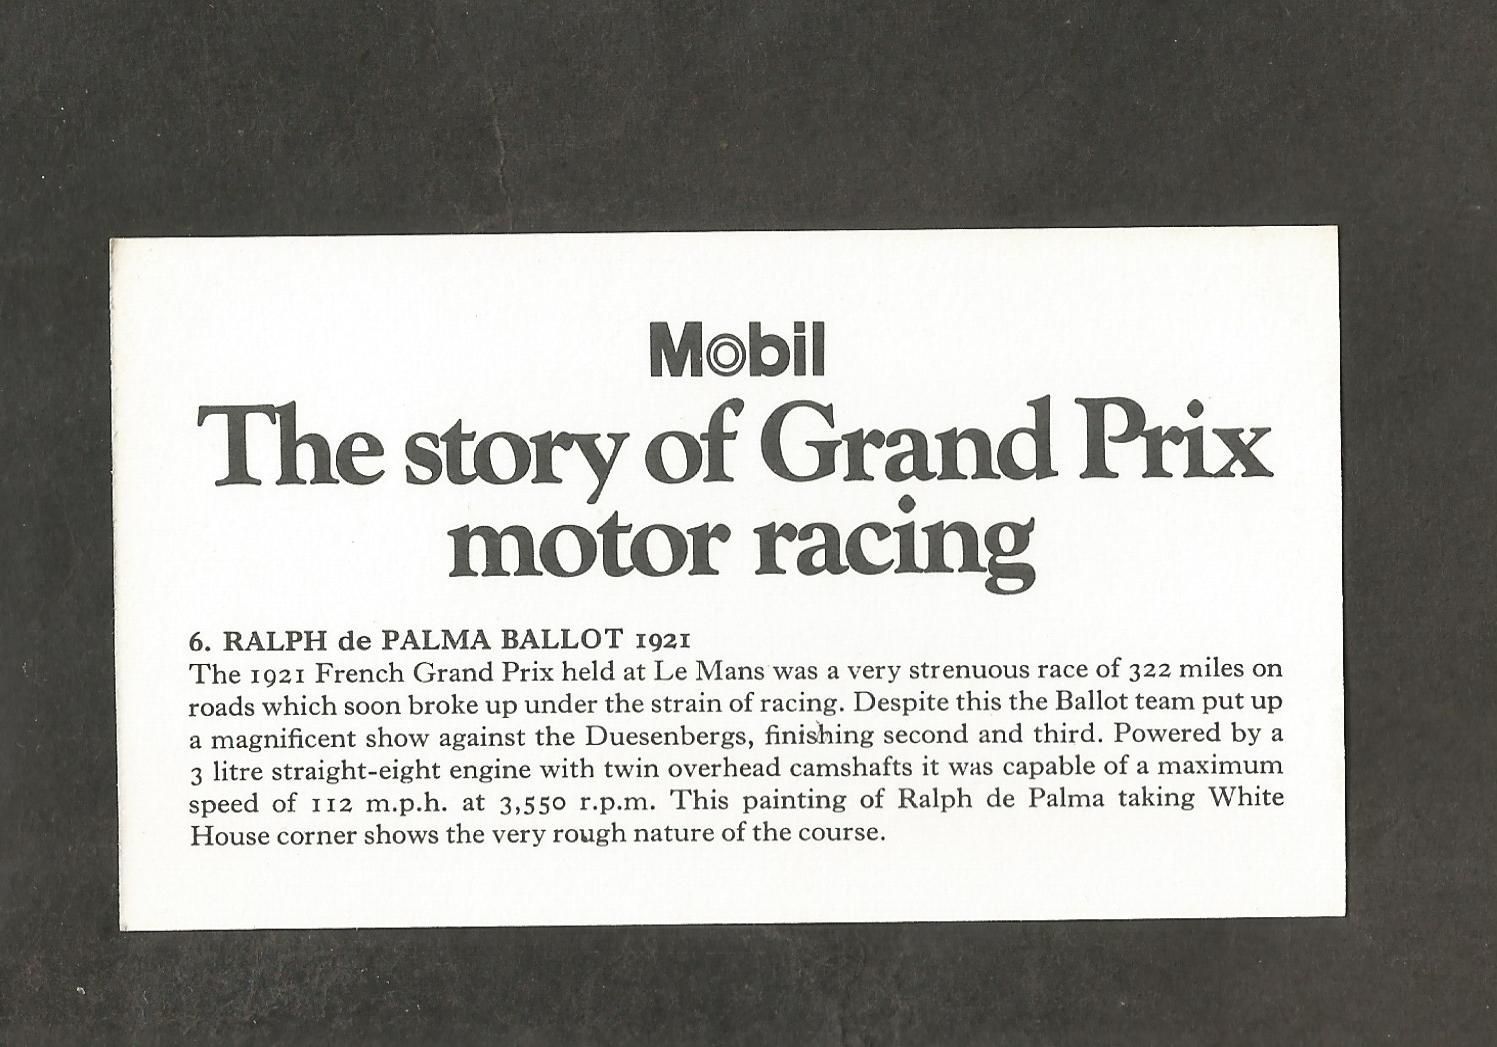 Mobil
The story of Grand Prix
motor racing
6. RALPH de PALMA BALLOT 1921
The 1921 French Grand Prix held at Le Mans was a very strenuous race of 322 miles on
roads which soon broke up under the strain of racing. Despite this the Ballot team put up
a magnificent show against the Duesenbergs, finishing second and third. Powered by a
3 litre straight-eight engine with twin overhead camshafts it was capable of a maximum
speed of 112 m.p.h. at 3,550 r.p.m. This painting of Ralph de Palma taking White
House corner shows the very rough nature of the course.